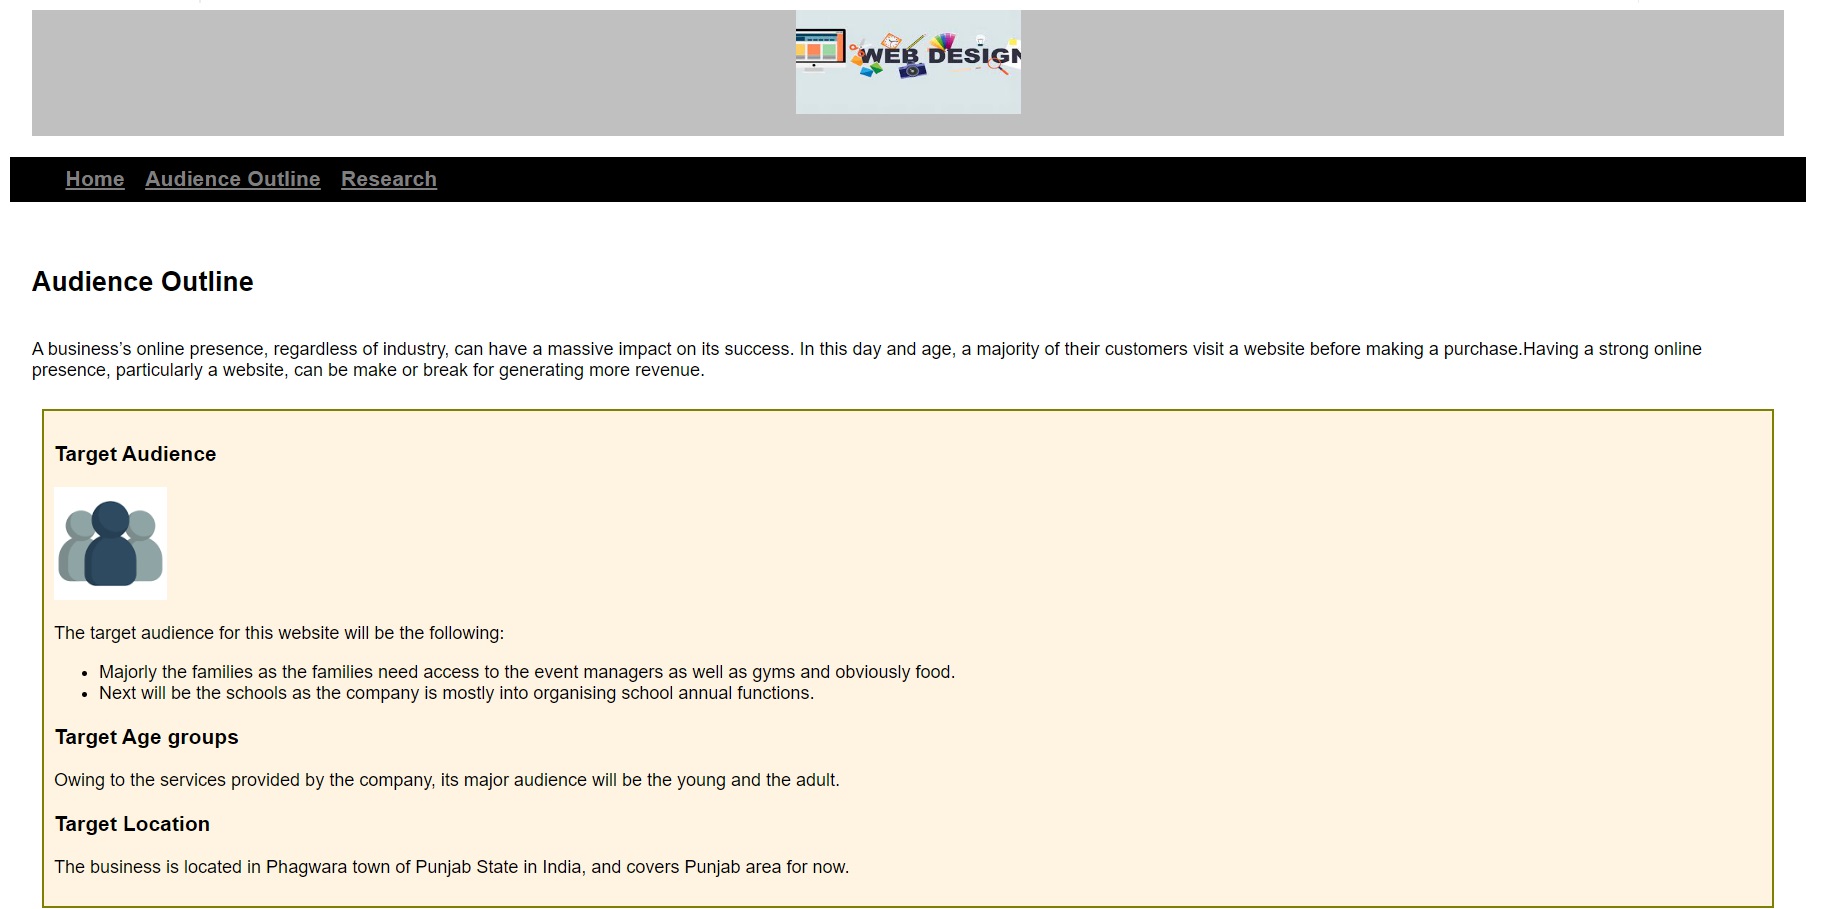 WEB DESIGN
Home Audience Outline Research
Audience Outline
A business’s online presence, regardless of industry, can have a massive impact on its success. In this day and age, a majority of their customers visit a website before making a purchase.Having a strong online
presence, particularly a website, can be make or break for generating more revenue.
Target Audience
The target audience for this website will be the following:
• Majorly the families as the families need access to the event managers as well as gyms and obviously food.
• Next will be the schools as the company is mostly into organising school annual functions.
Target Age groups
Owing to the services provided by the company, its major audience will be the young and the adult.
Target Location
The business is located in Phagwara town of Punjab State in India, and covers Punjab area for now.